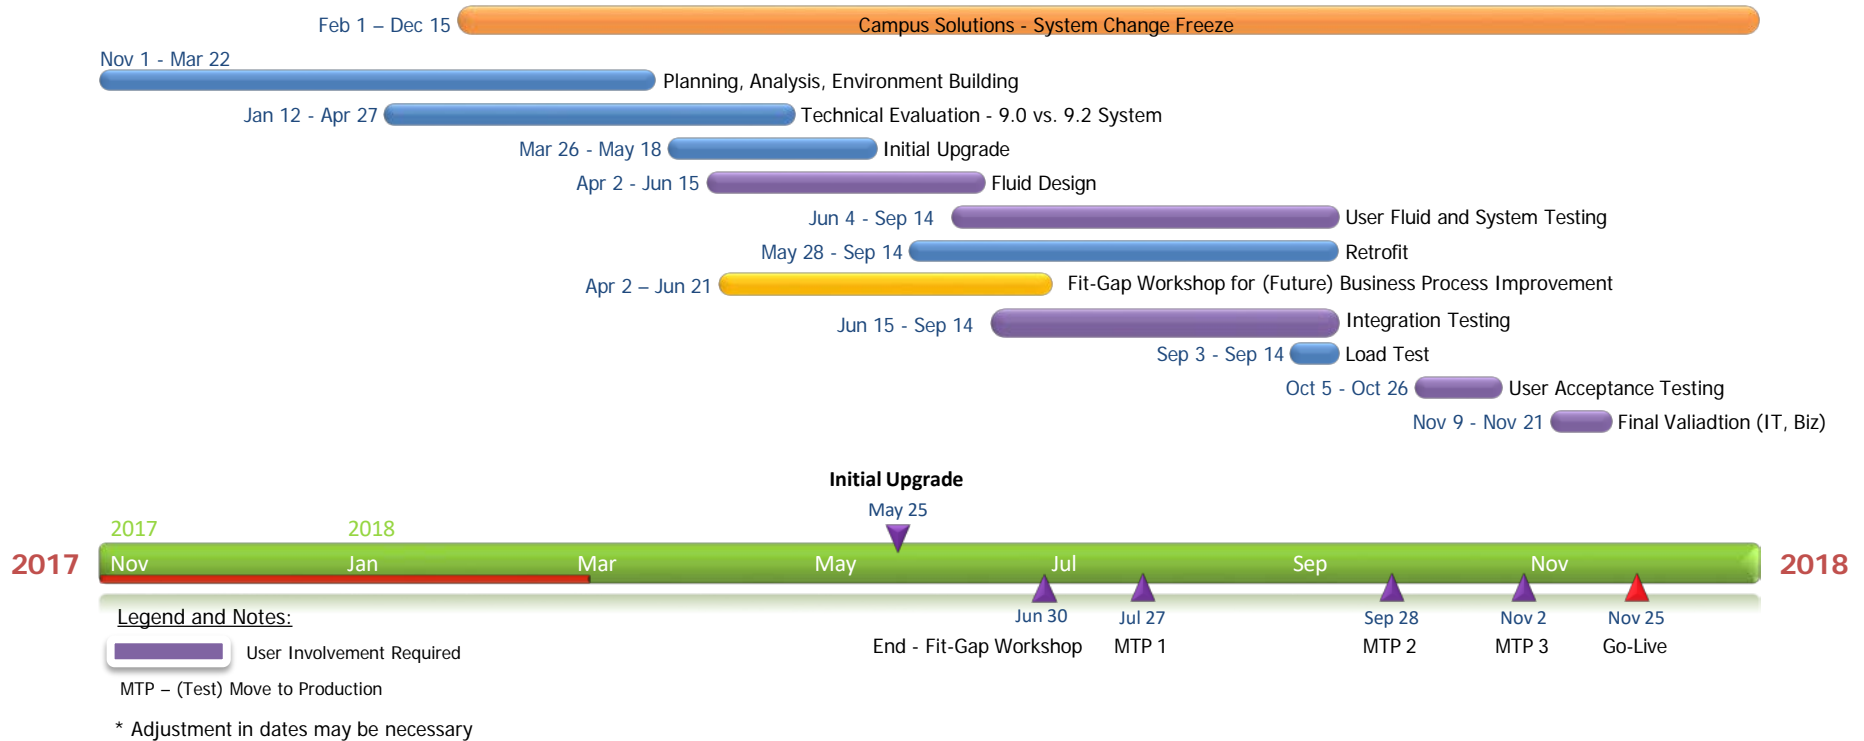 Feb 1 – Dec 15
Campus Solutions - System Change Freeze
Nov 1 - Mar 22
Planning, Analysis, Environment Building
Jan 12 - Apr 27
Technical Evaluation - 9.0 vs. 9.2 System
Mar 26 - May 18
Initial Upgrade
Apr 2 - Jun 15
Fluid Design
Jun 4 - Sep 14
User Fluid and System Testing
May 28 - Sep 14
Retrofit
Apr 2 – Jun 21
Fit-Gap Workshop for (Future) Business Process Improvement
Jun 15 - Sep 14
Integration Testing
Sep 3 - Sep 14
Load Test
Oct 5 - Oct 26
User Acceptance Testing
Nov 9 - Nov 21
Final Valiadtion (IT, Biz)
Initial Upgrade
May 25
2017
2018
2017
Nov
Jan
Mar
May
Jul
Sep
Nov
2018
Jun 30
End - Fit-Gap Workshop
Jul 27
MTP 1
Sep 28
MTP 2
Nov 2
MTP 3
Nov 25
Go-Live
Legend and Notes:
User Involvement Required
MTP – (Test) Move to Production
* Adjustment in dates may be necessary